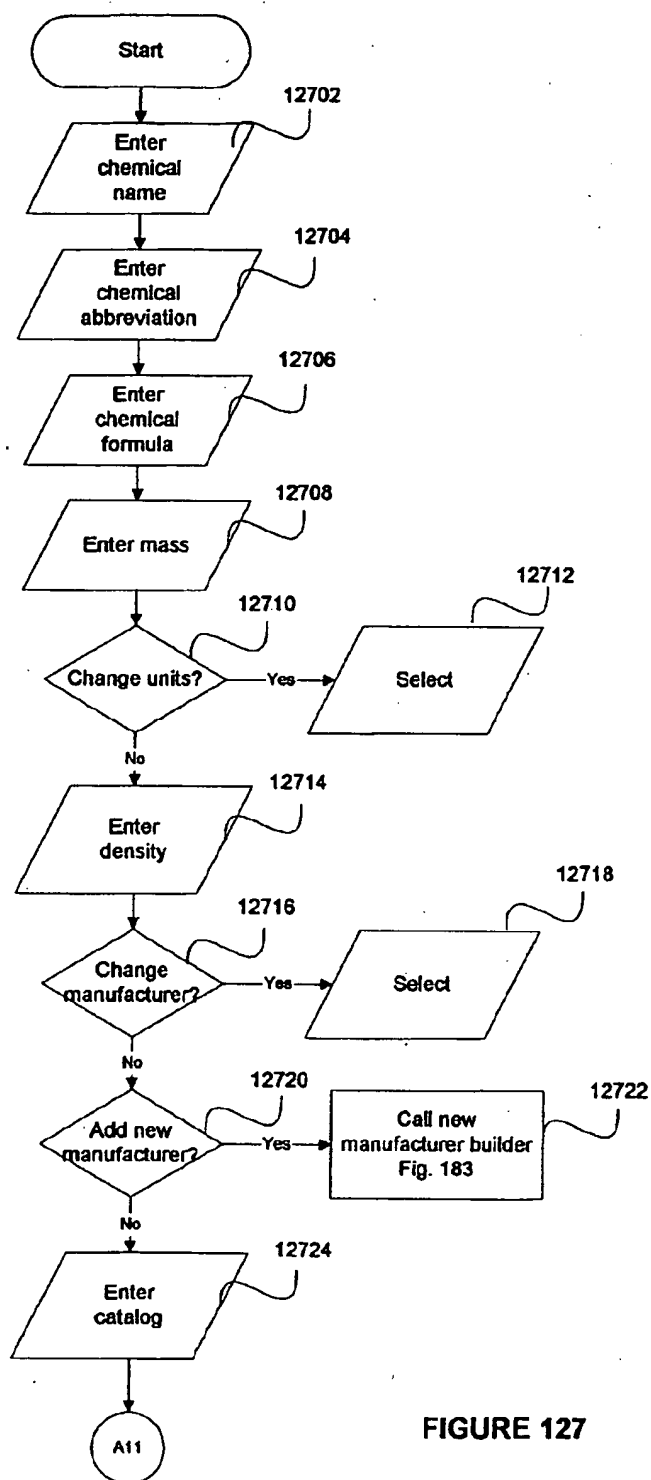 Start
12702
Enter
chemical
name
12704
Enter
chemical
abbreviation
12706
Enter
chemical
formula
12708
Enter mass
12710
12712
Change units?
Yes
Select
No
12714
Enter
density
12716
12718
Change
manufacturer?
Yes
Select
No
12720
12722
Add new
manufacturer?
Yes
Call new
manufacturer builder
Fig. 183
No
12724
Enter
catalog
A11
FIGURE 127